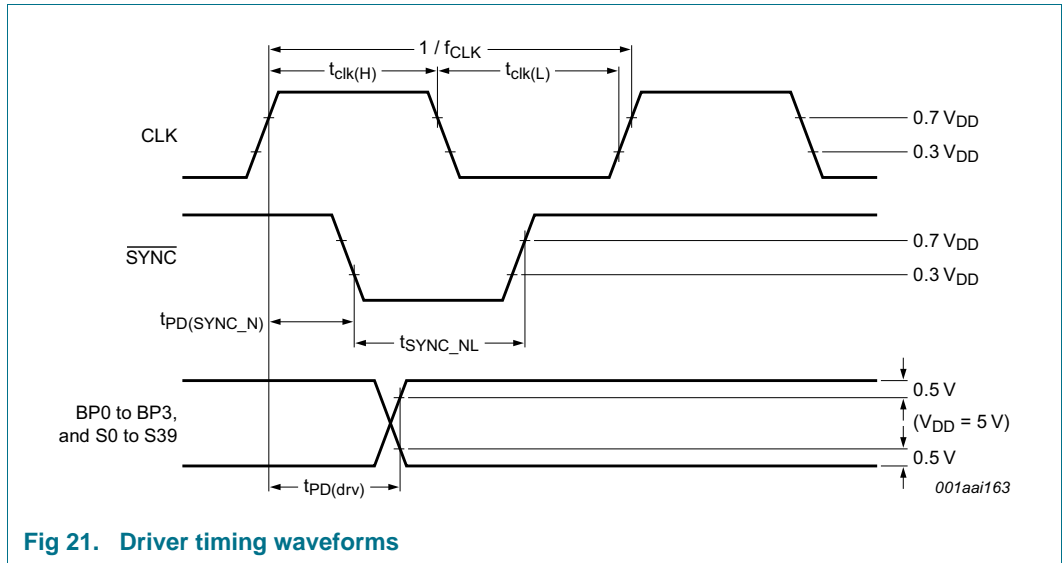 1 / fCLK
tclk(H)
tclk(L)
CLK
0.7 VDD
0.3 VDD
SYNC
0.7 VDD
0.3 VDD
tPD(SYNC_N)
tSYNC_NL
BP0 to BP3,
and S0 to S39
0.5 V
(VDD = 5 V)
0.5 V
tPD(drv)
001aai163
Fig 21. Driver timing waveforms